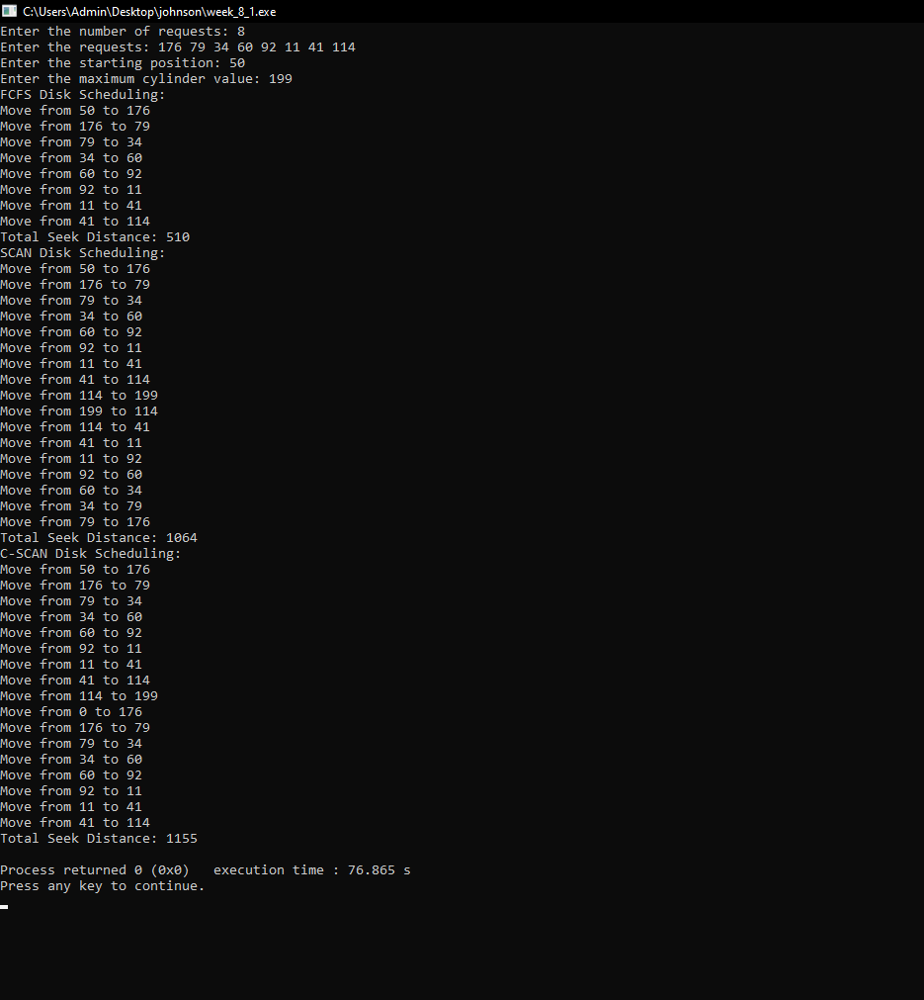 C:\Users\Admin\Desktop\johnson\week_8_1.exe
Enter the number of requests: 8
Enter the requests: 176 79 34 60 92 11 41 114
Enter the starting position: 50
Enter the maximum cylinder value: 199
FCFS Disk Scheduling:
Move from 50 to 176
Move from 176 to 79
Move from 79 to 34
Move from 34 to 60
Move from 60 to 92
Move from 92 to 11
Move from 11 to 41
Move from 41 to 114
Total Seek Distance: 510
SCAN Disk Scheduling:
Move from 50 to 176
Move from 176 to 79
Move from 79 to 34
Move from 34 to 60
Move from 60 to 92
Move from 92 to 11
Move from 11 to 41
Move from 41 to 114
Move from 114 to 199
Move from 199 to 114
Move from 114 to 41
Move from 41 to 11
Move from 11 to 92
Move from 92 to 60
Move from 60 to 34
Move from 34 to 79
Move from 79 to 176
Total Seek Distance: 1064
C-SCAN Disk Scheduling:
Move from 50 to 176
Move from 176 to 79
Move from 79 to 34
Move from 34 to 60
Move from 60 to 92
Move from 92 to 11
Move from 11 to 41
Move from 41 to 114
Move from 114 to 199
Move from 0 to 176
Move from 176 to 79
Move from 79 to 34
Move from 34 to 60
Move from 60 to 92
Move from 92 to 11
Move from 11 to 41
Move from 41 to 114
Total Seek Distance: 1155
Process returned 0 (0x0)   execution time : 76.865 s
Press any key to continue.